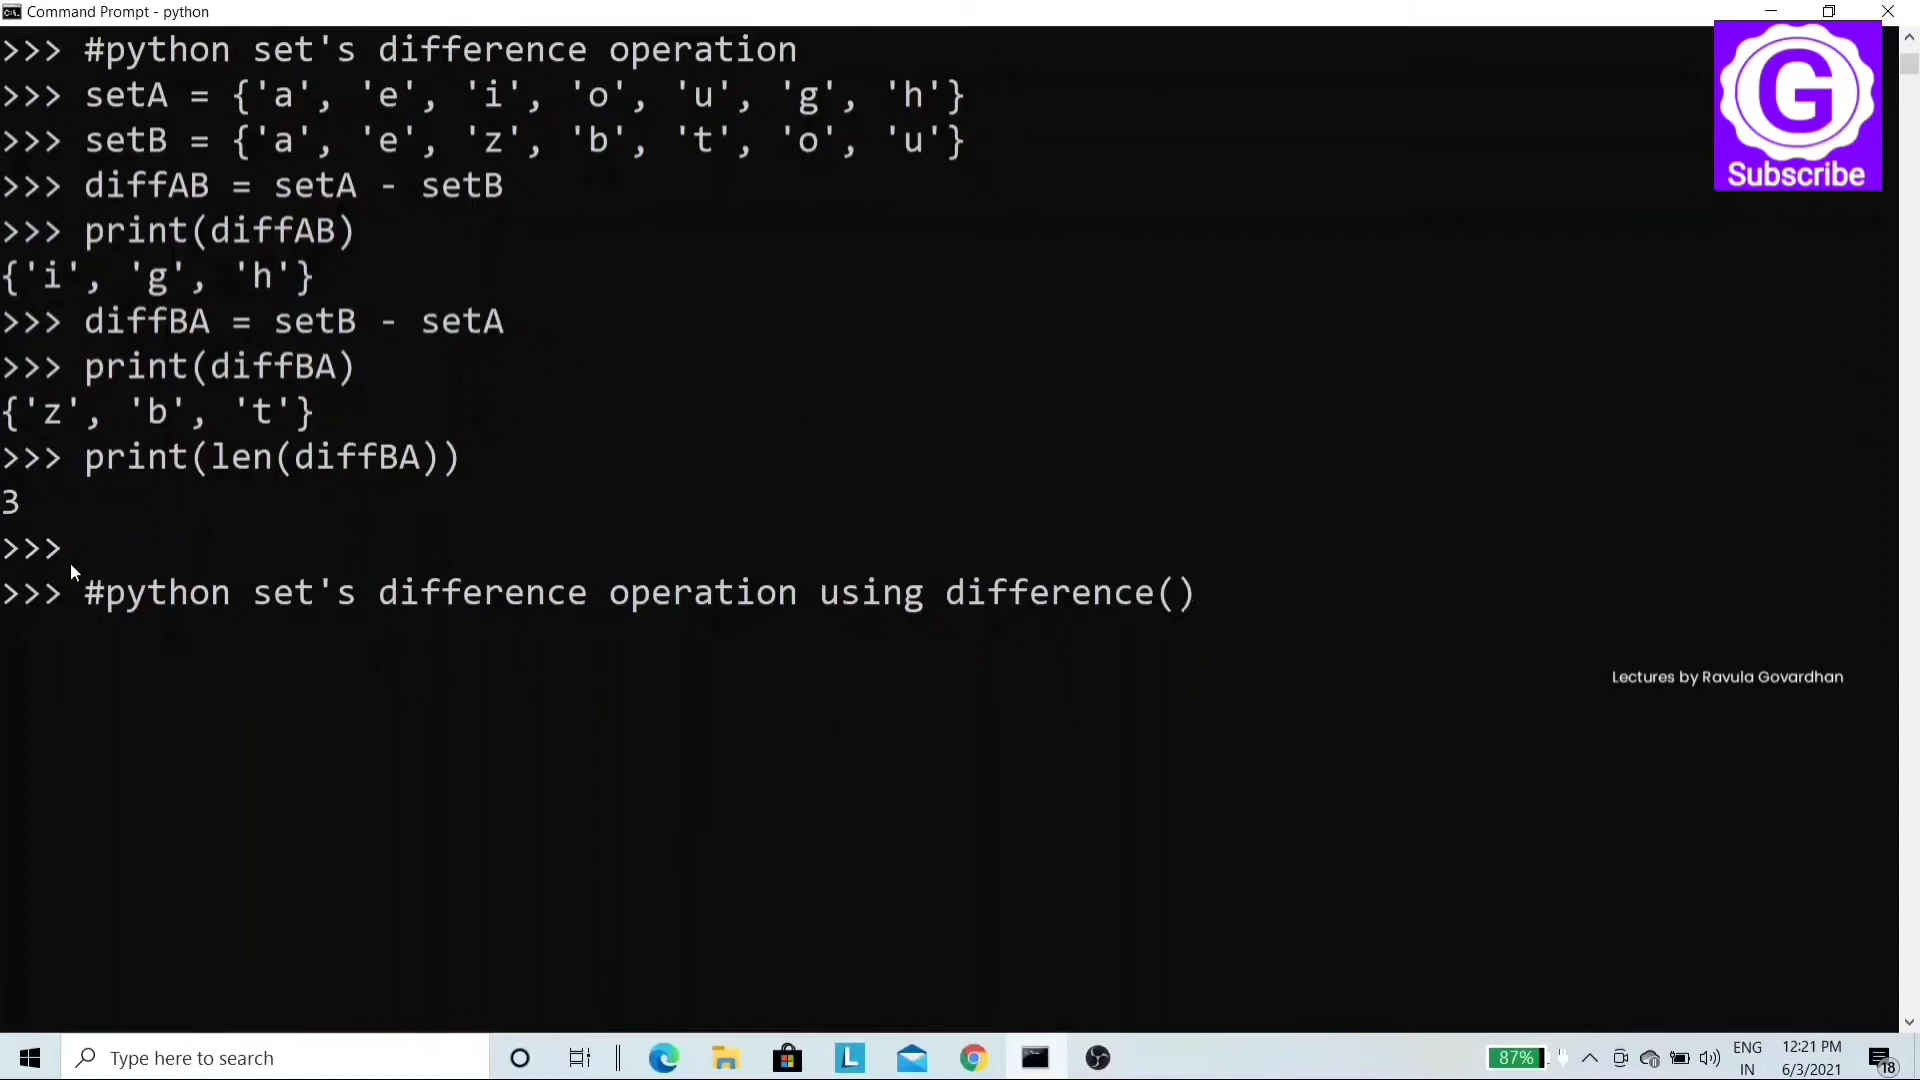 Command Prompt - python
>>> #python set's difference operation
>>> setA = {'a', 'e', 'i', 'o', 'u', 'g', 'h'}
>>> setB = {'a', 'e', 'z', 'b', 't', 'o', 'u'}
>>> diffAB = setA - setB
>>> print(diffAB)
{'i', 'g', 'h'}
>>> diffBA = setB - setA
>>> print(diffBA)
{'z', 'b', 't'}
>>> print(len(diffBA))
3
>>>
>>> #python set's difference operation using difference()
G
Subscribe
Lectures by Ravula Govardhan
Type here to search
L
87%
ENG
IN
12:21 PM
6/3/2021
18